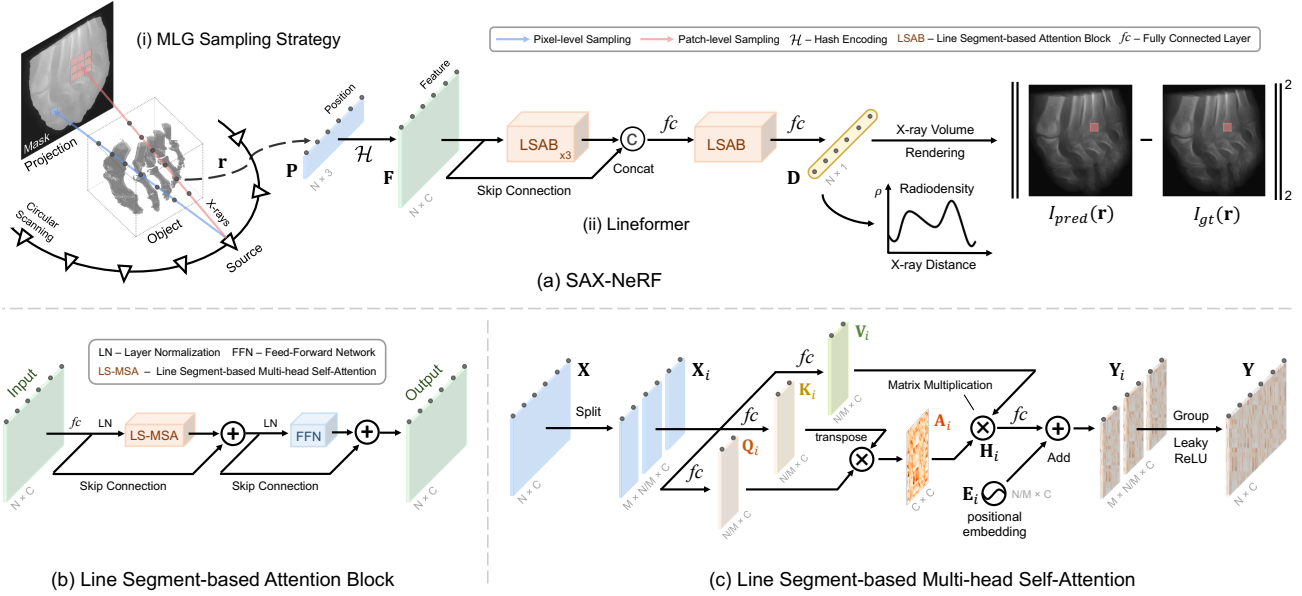 (i) MLG Sampling Strategy
Pixel-level Sampling
Patch-level Sampling
ℋ – Hash Encoding
LSAB – Line Segment-based Attention Block
fc – Fully Connected Layer
Mask
Projection
Circular
Scanning
Object
X-rays
Source
r
P
Position
N × 3
ℋ
F
Feature
N × C
LSAB
x3
Skip Connection
C
Concat
fc
LSAB
fc
D
N × 1
X-ray Volume
Rendering
ρ
Radiodensity
X-ray Distance
I_pred(r)
−
I_gt(r)
2
2
(ii) Lineformer
(a) SAX-NeRF
LN – Layer Normalization
FFN – Feed-Forward Network
LS-MSA – Line Segment-based Multi-head Self-Attention
Input
N × C
fc
LN
LS-MSA
+
LN
FFN
+
Output
N × C
Skip Connection
Skip Connection
(b) Line Segment-based Attention Block
X
N × C
Split
X_i
M × N/M × C
fc
V_i
N/M × C
fc
K_i
N/M × C
fc
Q_i
N/M × C
transpose
×
A_i
C × C
Matrix Multiplication
×
H_i
fc
+
Add
E_i
N/M × C
positional
embedding
Y_i
M × N/M × C
Group
Leaky
ReLU
Y
N × C
(c) Line Segment-based Multi-head Self-Attention